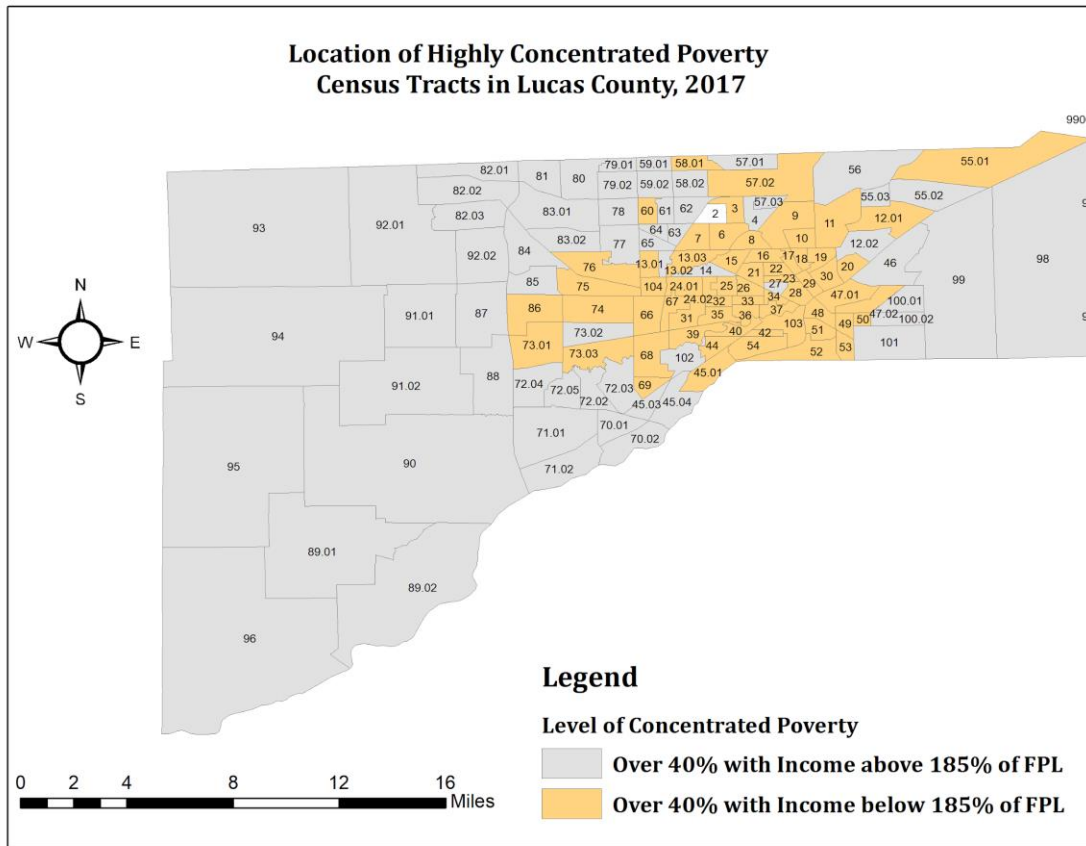 Location of Highly Concentrated Poverty
Census Tracts in Lucas County, 2017
990
79.01 59.01 58.01 57.01
82.01 81 80 56 55.01
82.02 79.02 59.02 58.02 57.02
55.03 55.02
82.03 83.01 78 60 61 62 2 3 57.03
93 92.01 4 9 11 12.01
64 63
84 83.02 77 65 7 6 8 10 12.02
92.02
13.03 16 17 18 19
76 13.01 15 20 46
13.02 14 21 22 98
85 75 104 24.01 27 23 30 99
25 26 29
86 74 67 24.02 32 33 34 28 47.01 100.01
91.01 87 66 31 35 36 37 48 47.02
94 73.02 103 49 50 100.02
73.01 39 40 42 51
73.03 44 54 52 53 101
88 68 102
91.02 72.04 72.05 72.03 69 45.01
72.02 45.03 45.04
71.01 70.01
70.02
95 90 71.02
89.01
89.02
96
N
W E
S
Legend
Level of Concentrated Poverty
Over 40% with Income above 185% of FPL
Over 40% with Income below 185% of FPL
0 2 4 8 12 16
Miles